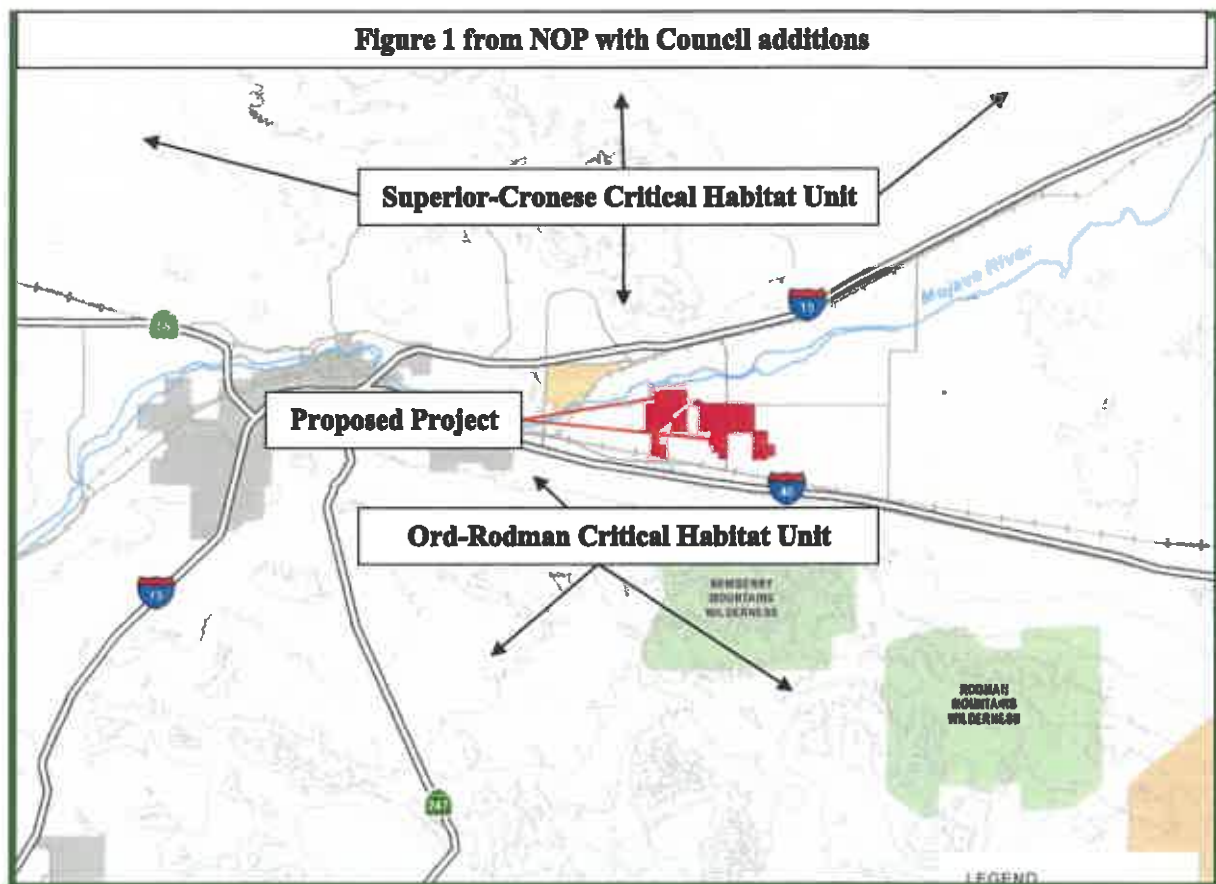 Figure 1 from NOP with Council additions
Superior-Cronese Critical Habitat Unit
15
Mojave River
58
Proposed Project
40
Ord-Rodman Critical Habitat Unit
NEWBERRY
MOUNTAINS
WILDERNESS
15
RODMAN
MOUNTAINS
WILDERNESS
247
LEGEND